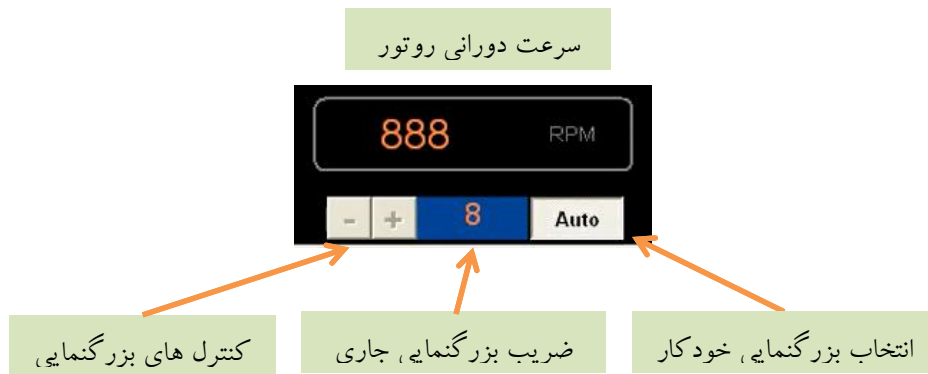 سرعت دورانی روتور
888 RPM
- + 8 Auto
کنترل های بزرگنمایی
ضریب بزرگنمایی جاری
انتخاب بزرگنمایی خودکار